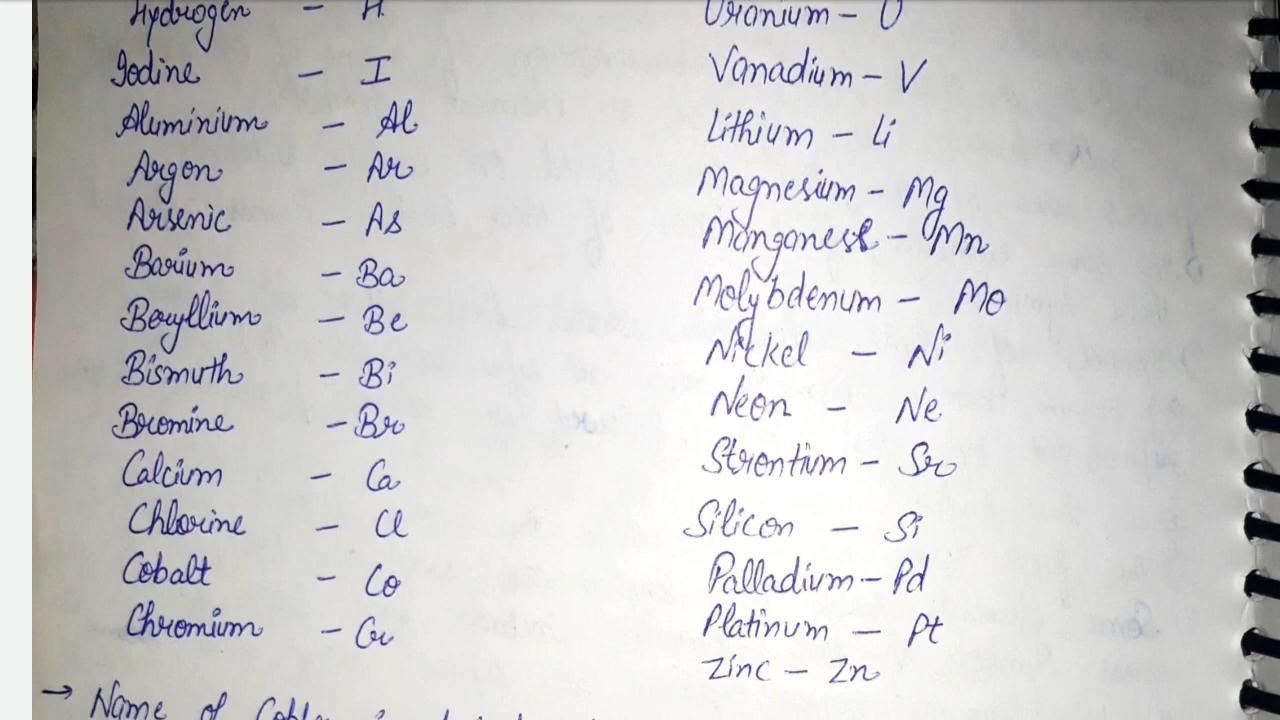 Hydrogen - H
Iodine - I
Aluminium - Al
Argon - Ar
Arsenic - As
Barium - Ba
Beryllium - Be
Bismuth - Bi
Bromine - Br
Calcium - Ca
Chlorine - Cl
Cobalt - Co
Chromium - Cr
→ Name of
Uranium - U
Vanadium - V
Lithium - Li
Magnesium - Mg
Manganese - Mn
Molybdenum - Mo
Nickel - Ni
Neon - Ne
Strontium - Sr
Silicon - Si
Palladium - Pd
Platinum - Pt
Zinc - Zn